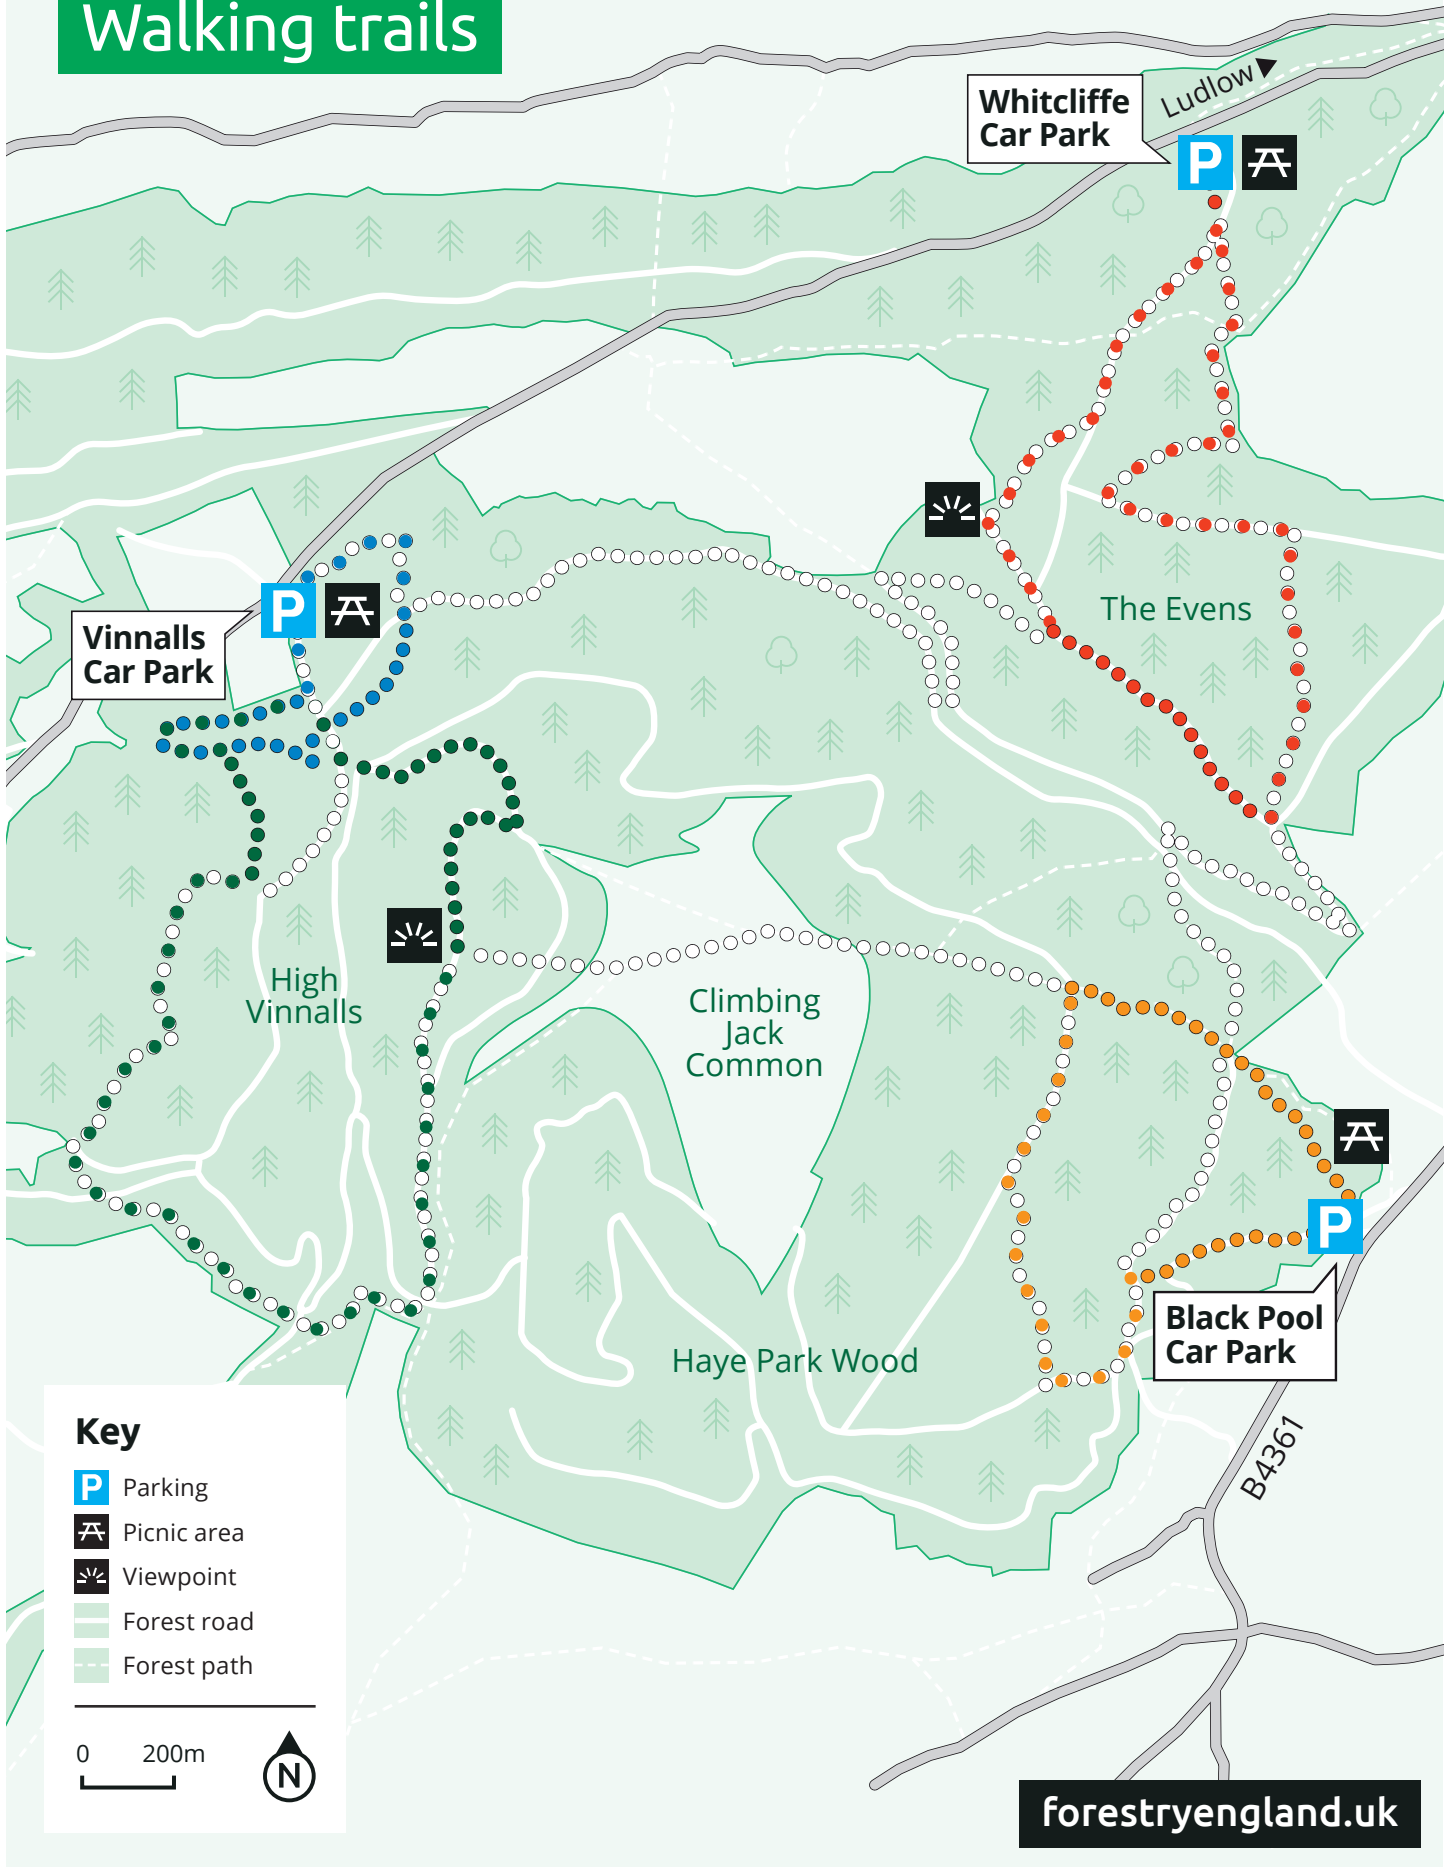 Walking trails
Ludlow
Whitcliffe
Car Park
P
The Evens
P
Vinnalls
Car Park
High
Vinnalls
Climbing
Jack
Common
P
Black Pool
Car Park
Haye Park Wood
B4361
Key
P Parking
Picnic area
Viewpoint
Forest road
Forest path
0 200m
N
forestryengland.uk